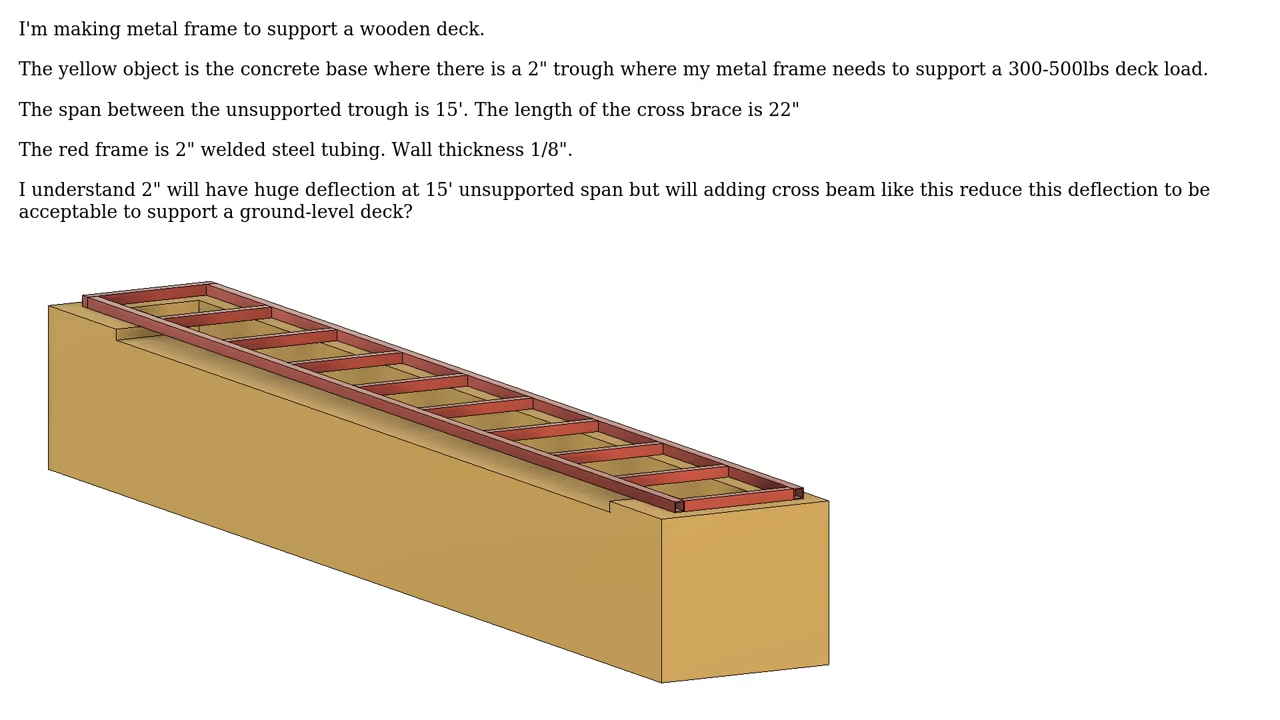 I'm making metal frame to support a wooden deck.
The yellow object is the concrete base where there is a 2" trough where my metal frame needs to support a 300-500lbs deck load.
The span between the unsupported trough is 15'. The length of the cross brace is 22"
The red frame is 2" welded steel tubing. Wall thickness 1/8".
I understand 2" will have huge deflection at 15' unsupported span but will adding cross beam like this reduce this deflection to be
acceptable to support a ground-level deck?